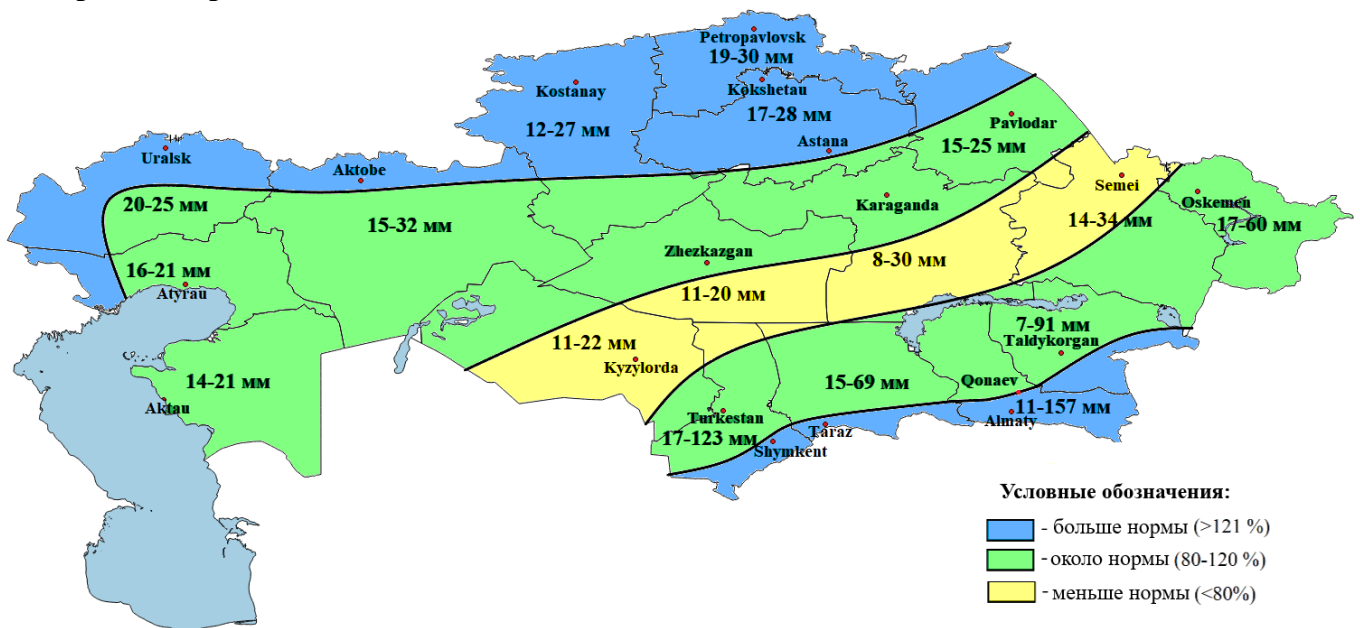 Petropavlovsk
19-30 мм
Kostanay
Kokshetau
12-27 мм
17-28 мм
Astana
Pavlodar
15-25 мм
Uralsk
Aktobe
Semei
Oskemen
20-25 мм
15-32 мм
Karaganda
14-34 мм
17-60 мм
Zhezkazgan
8-30 мм
16-21 мм
Atyrau
11-20 мм
11-22 мм
Kyzylorda
7-91 мм
Taldykorgan
14-21 мм
Aktau
15-69 мм
Qonaev
11-157 мм
Almaty
Turkestan
17-123 мм
Taraz
Shymkent
Условные обозначения:
- больше нормы (>121 %)
- около нормы (80-120 %)
- меньше нормы (<80%)